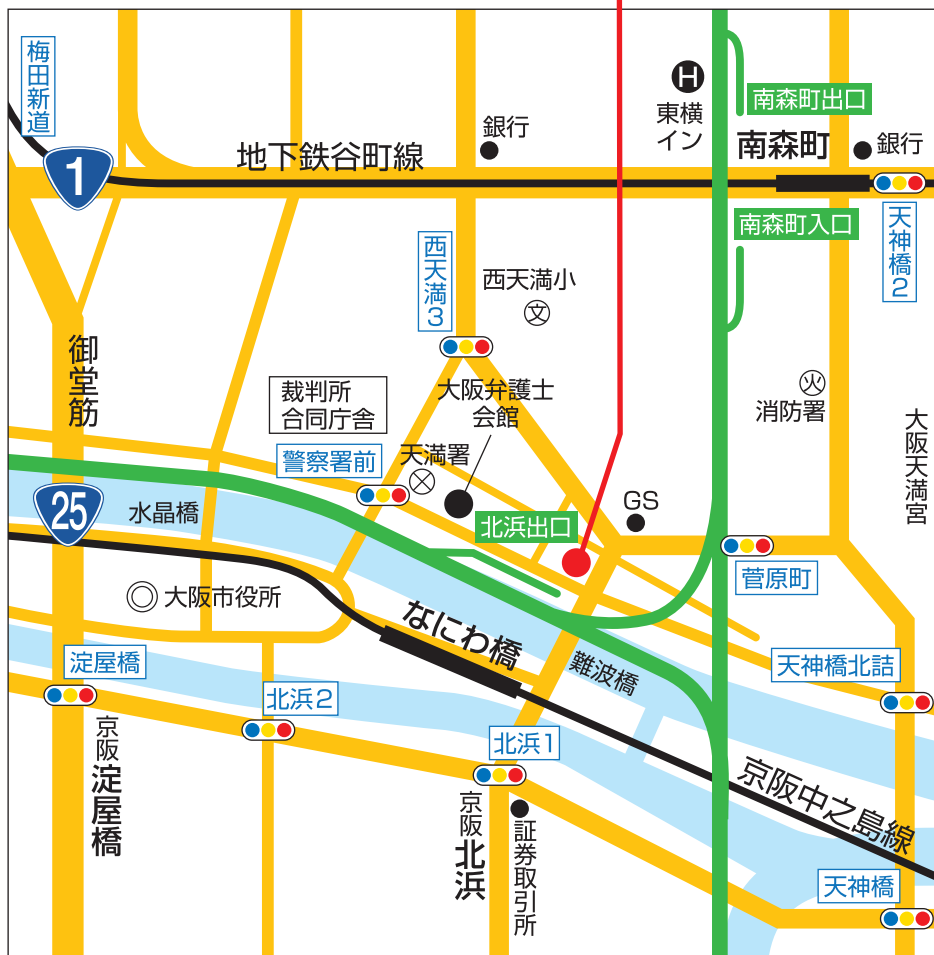 梅田新道
1
地下鉄谷町線
銀行
H
東横
イン
南森町出口
南森町
銀行
南森町入口
天神橋2
西天満3
西天満小
文
御堂筋
裁判所
合同庁舎
大阪弁護士
会館
火
消防署
大阪天満宮
警察署前
天満署
25
水晶橋
北浜出口
GS
菅原町
大阪市役所
なにわ橋
難波橋
天神橋北詰
淀屋橋
北浜2
北浜1
京阪
淀屋橋
京阪
北浜
証券取引所
京阪中之島線
天神橋